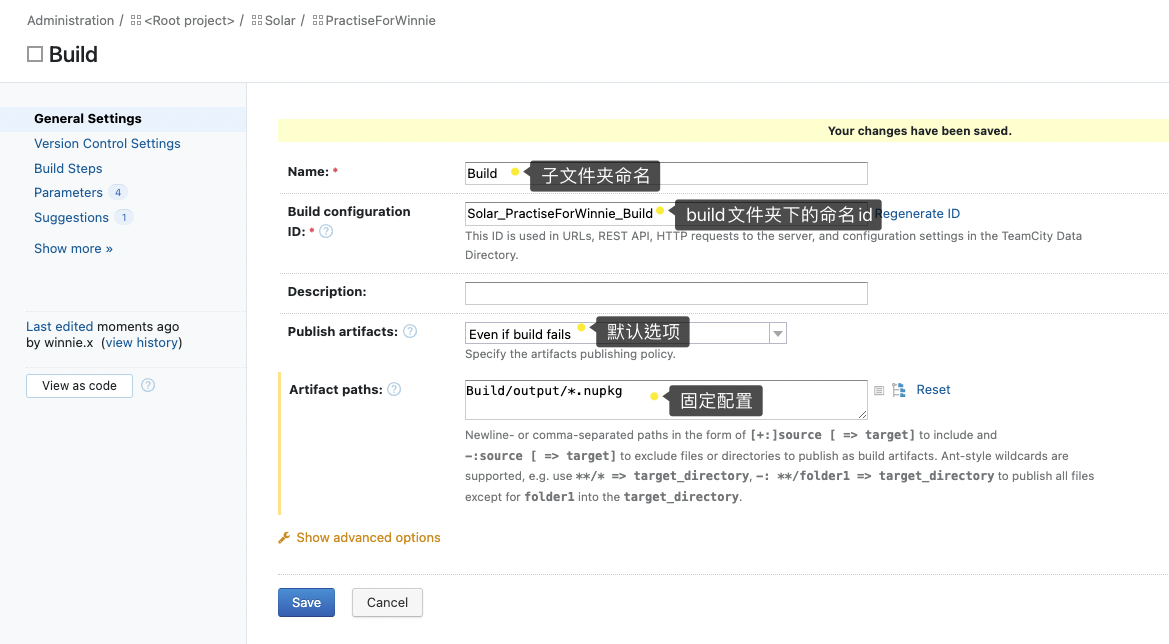 Administration / <Root project> / Solar / PractiseForWinnie
Build
General Settings
Version Control Settings
Build Steps
Parameters 4
Suggestions 1
Show more »
Last edited moments ago
by winnie.x (view history)
View as code ?
Your changes have been saved.
Name: * Build 子文件夹命名
Build configuration
ID: * ? Solar_PractiseForWinnie_Build build文件夹下的命名id Regenerate ID
This ID is used in URLs, REST API, HTTP requests to the server, and configuration settings in the TeamCity Data
Directory.
Description:
Publish artifacts: ? Even if build fails 默认选项
Specify the artifacts publishing policy.
Artifact paths: ? Build/output/*.nupkg 固定配置 Reset
Newline- or comma-separated paths in the form of [+:]source [ => target] to include and
-:source [ => target] to exclude files or directories to publish as build artifacts. Ant-style wildcards are
supported, e.g. use **/* => target_directory, -: **/folder1 => target_directory to publish all files
except for folder1 into the target_directory.
Show advanced options
Save Cancel